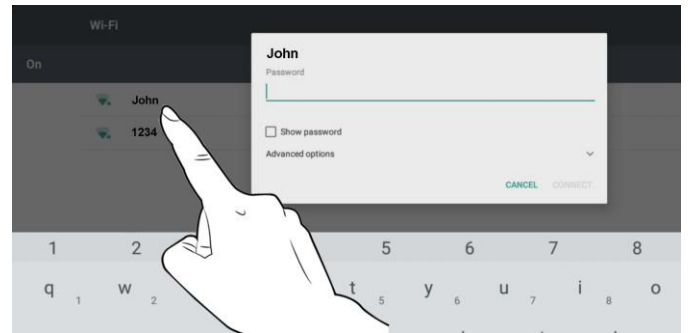 Wi-Fi
On
John
1234
John
Password
Show password
Advanced options
CANCEL CONNECT
1 2 5 6 7 8
q 1 w 2 t 5 y 6 u 7 i 8 o